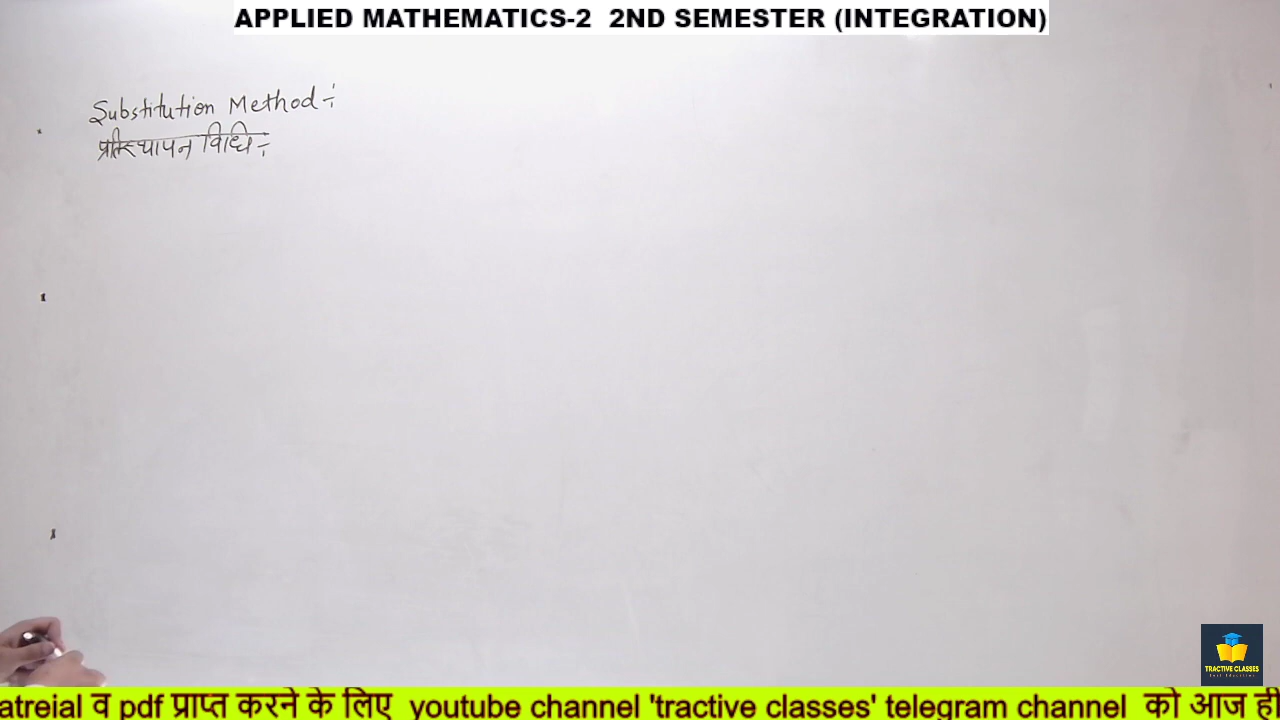 APPLIED MATHEMATICS-2 2ND SEMESTER (INTEGRATION)
Substitution Method :-
प्रतिस्थापन विधि :-
TRACTIVE CLASSES
atreial व pdf प्राप्त करने के लिए youtube channel 'tractive classes' telegram channel को आज ही